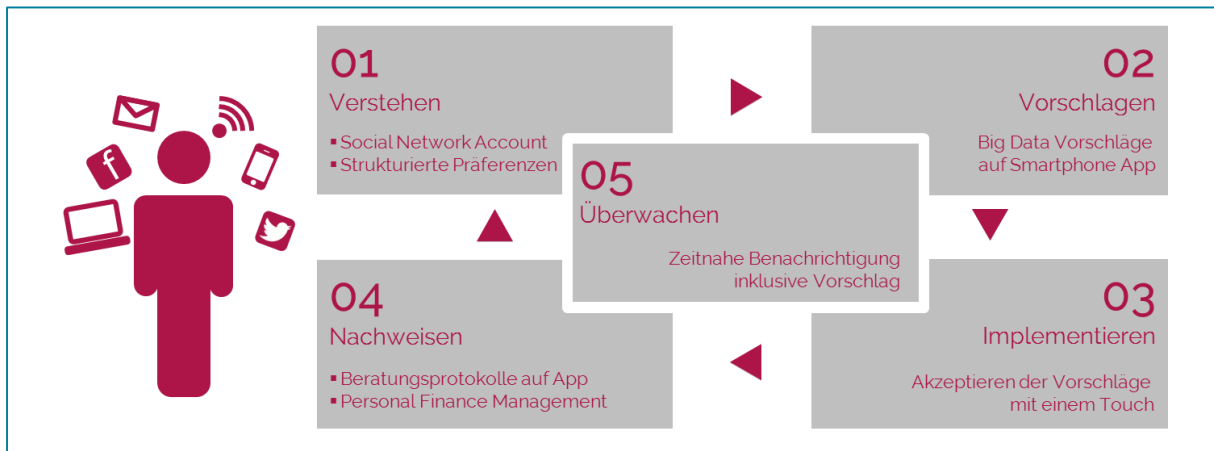 01
Verstehen
▪ Social Network Account
▪ Strukturierte Präferenzen
02
Vorschlagen
Big Data Vorschläge
auf Smartphone App
05
Überwachen
Zeitnahe Benachrichtigung
inklusive Vorschlag
04
Nachweisen
▪ Beratungsprotokolle auf App
▪ Personal Finance Management
03
Implementieren
Akzeptieren der Vorschläge
mit einem Touch